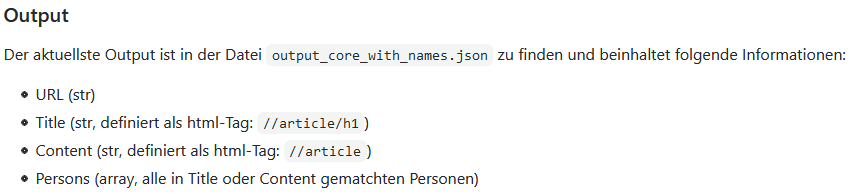 Output
Der aktuellste Output ist in der Datei output_core_with_names.json zu finden und beinhaltet folgende Informationen:
• URL (str)
• Title (str, definiert als html-Tag: //article/h1 )
• Content (str, definiert als html-Tag: //article )
• Persons (array, alle in Title oder Content gematchten Personen)